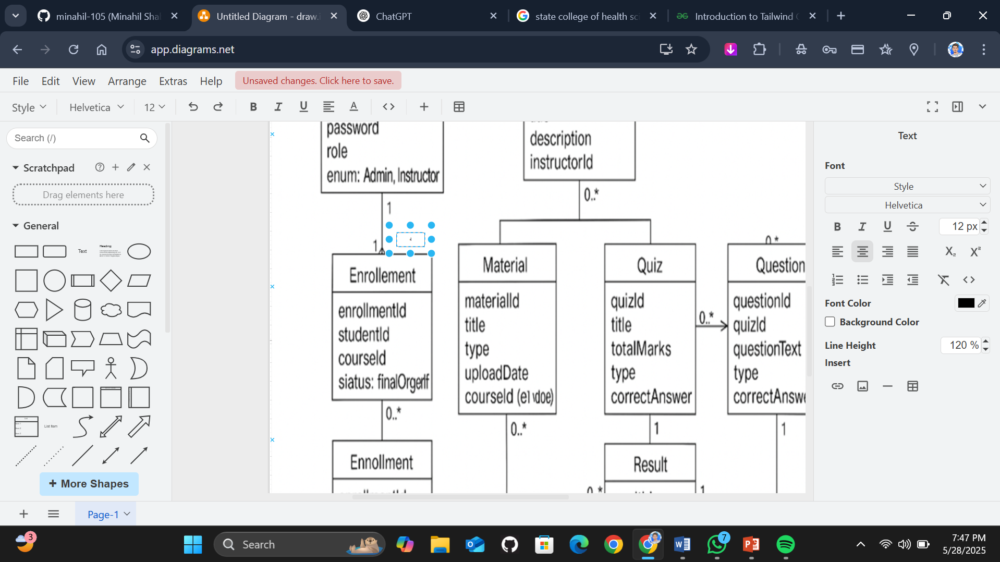 minahil-105 (Minahil Sha
Untitled Diagram - draw.i
ChatGPT
state college of health sci
Introduction to Tailwind C
app.diagrams.net
File Edit View Arrange Extras Help Unsaved changes. Click here to save.
Style Helvetica 12
Search (/)
Scratchpad
Drag elements here
General
Text
Heading
List Item
+ More Shapes
password
role
enum: Admin, Instructor
1
1
Enrollement
enrollmentId
studentId
courseId
siatus: finalOrgerlf
0..*
Ennollment
description
instructorId
0..*
Material
materialId
title
type
uploadDate
0..*
Quiz
quizId
title
totalMarks
type
correctAnswer
0..*
1
Result
0..*
1
0..*
Question
questionId
quizId
questionText
type
correctAnswe
1
Text
Font
Style
Helvetica
12 px
Font Color
Background Color
Line Height
120 %
Insert
Page-1
3
Search
7
7:47 PM
5/28/2025